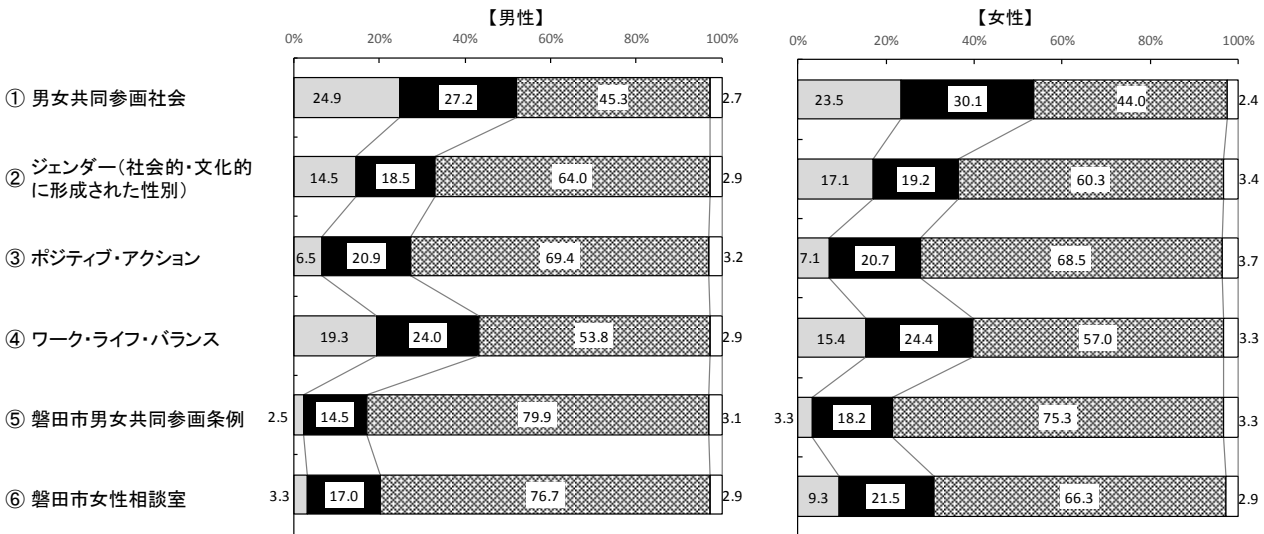 【男性】
0% 20% 40% 60% 80% 100%
【女性】
0% 20% 40% 60% 80% 100%
① 男女共同参画社会
24.9 27.2 45.3 2.7
23.5 30.1 44.0 2.4
② ジェンダー(社会的・文化的
に形成された性別)
14.5 18.5 64.0 2.9
17.1 19.2 60.3 3.4
③ ポジティブ・アクション
6.5 20.9 69.4 3.2
7.1 20.7 68.5 3.7
④ ワーク・ライフ・バランス
19.3 24.0 53.8 2.9
15.4 24.4 57.0 3.3
⑤ 磐田市男女共同参画条例
2.5 14.5 79.9 3.1
3.3 18.2 75.3 3.3
⑥ 磐田市女性相談室
3.3 17.0 76.7 2.9
9.3 21.5 66.3 2.9